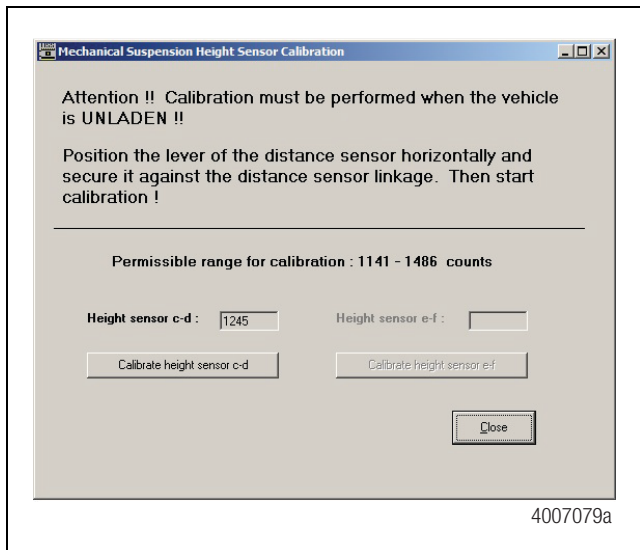 Mechanical Suspension Height Sensor Calibration
Attention !! Calibration must be performed when the vehicle
is UNLADEN !!
Position the lever of the distance sensor horizontally and
secure it against the distance sensor linkage. Then start
calibration !
Permissible range for calibration : 1141 - 1486 counts
Height sensor c-d : 1245 Height sensor e-f :
Calibrate height sensor c-d Calibrate height sensor e-f
Close
4007079a